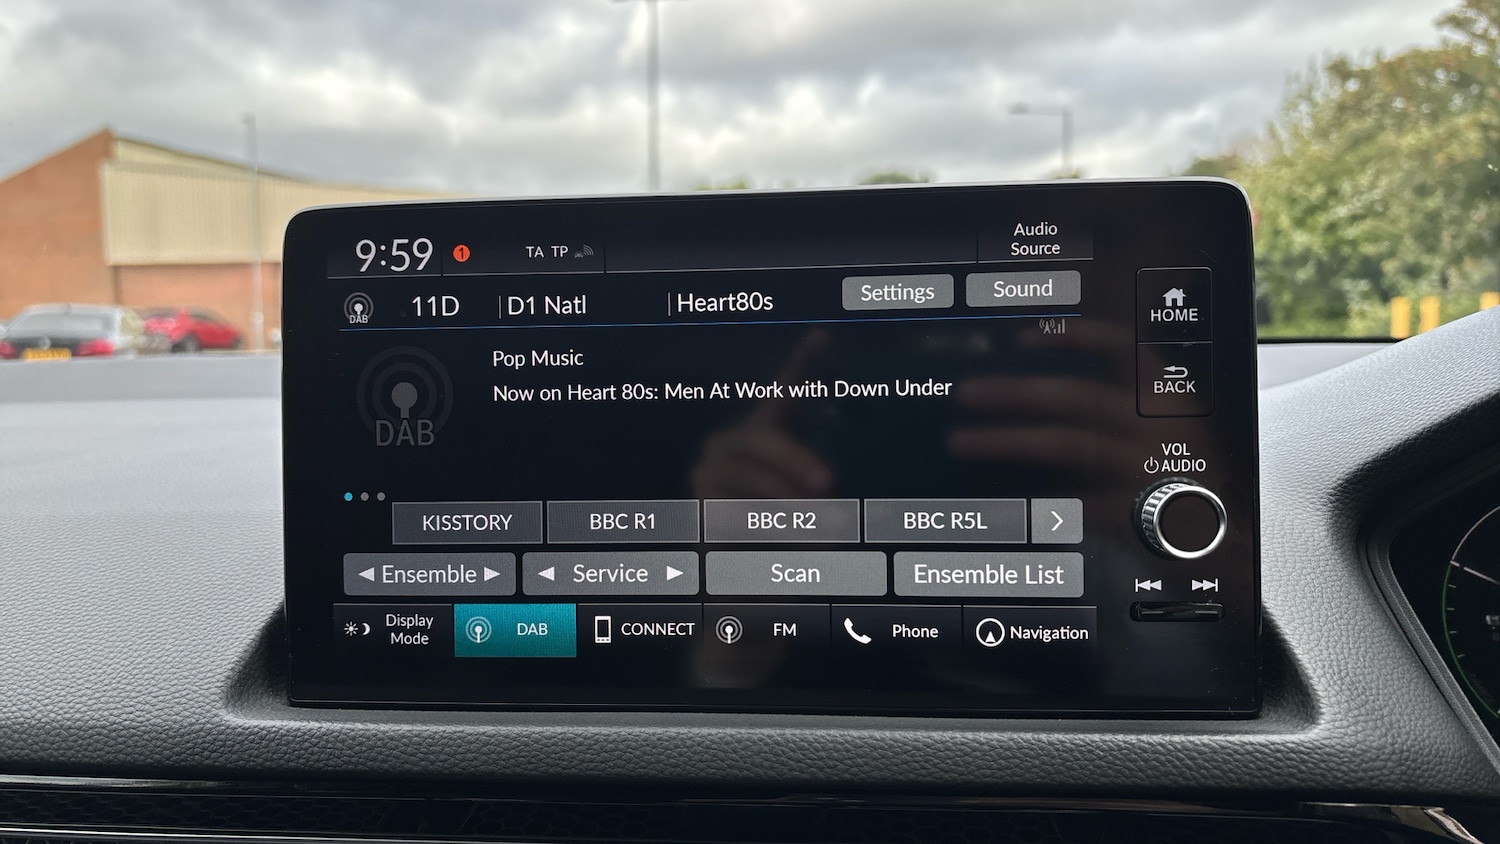 9:59 1 TA TP Audio
Source
DAB 11D D1 Natl Heart80s Settings Sound
Pop Music
Now on Heart 80s: Men At Work with Down Under
DAB
KISSTORY BBC R1 BBC R2 BBC R5L
Ensemble Service Scan Ensemble List
Display
Mode DAB CONNECT FM Phone Navigation
HOME
BACK
VOL
AUDIO